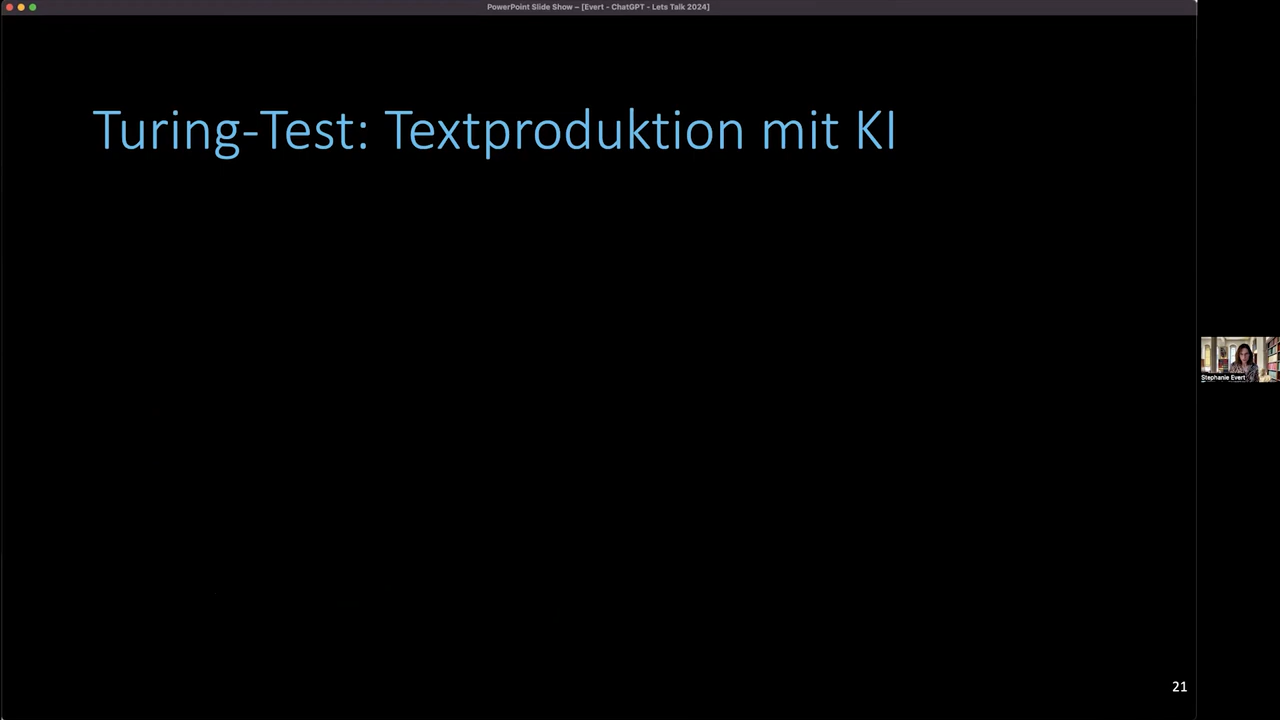 PowerPoint Slide Show – [Evert - ChatGPT - Lets Talk 2024]
Turing-Test: Textproduktion mit KI
Stephanie Evert
21